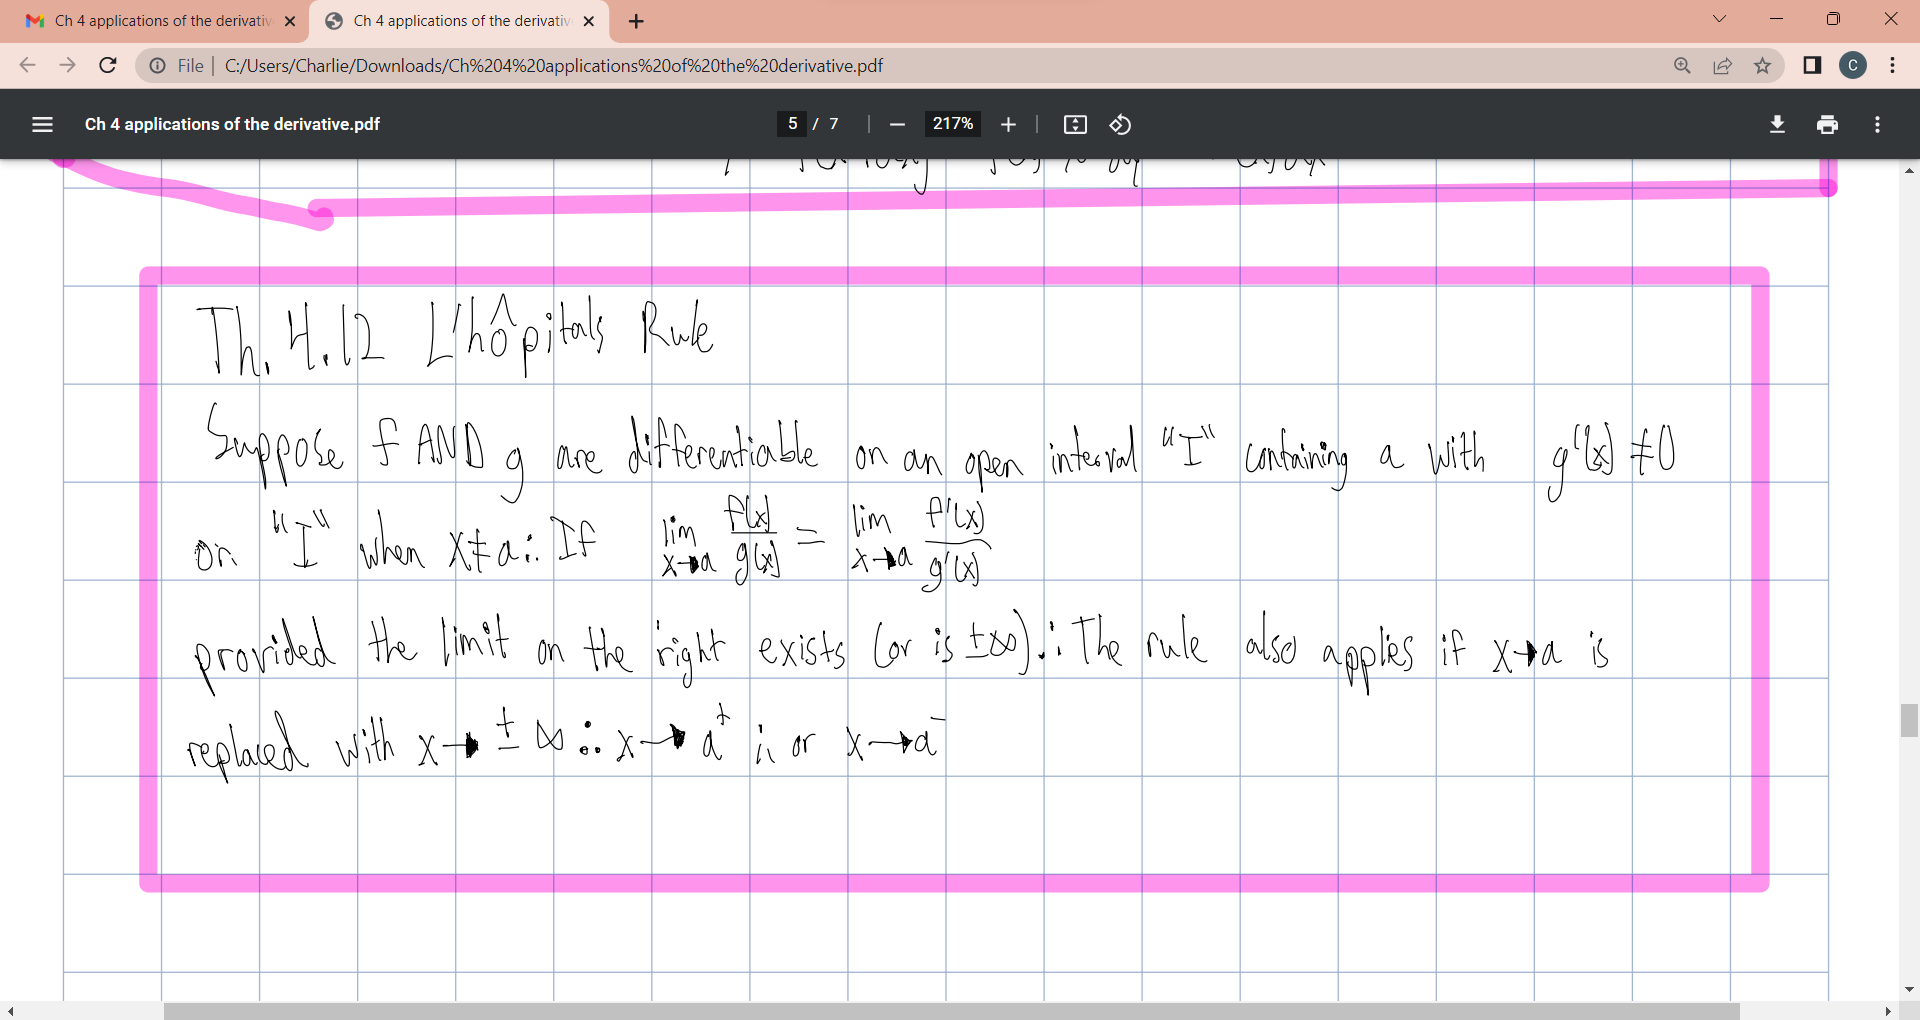 Ch 4 applications of the derivativ
Ch 4 applications of the derivativ
File | C:/Users/Charlie/Downloads/Ch%204%20applications%20of%20the%20derivative.pdf
C
Ch 4 applications of the derivative.pdf
5 / 7
217%
Th. 4.12 L'hôpitals Rule
Suppose f AND g are differentiable on an open interval "I" containing a with g'(x) ≠ 0
on "I" when x ≠ a ∴ If lim x→a f(x)/g(x) = lim x→a f'(x)/g'(x)
provided the limit on the right exists (or is ±∞) ∴ The rule also applies if x→a is
replaced with x→ ± ∞ ∴ x→ a⁺ ;, or x→a⁻